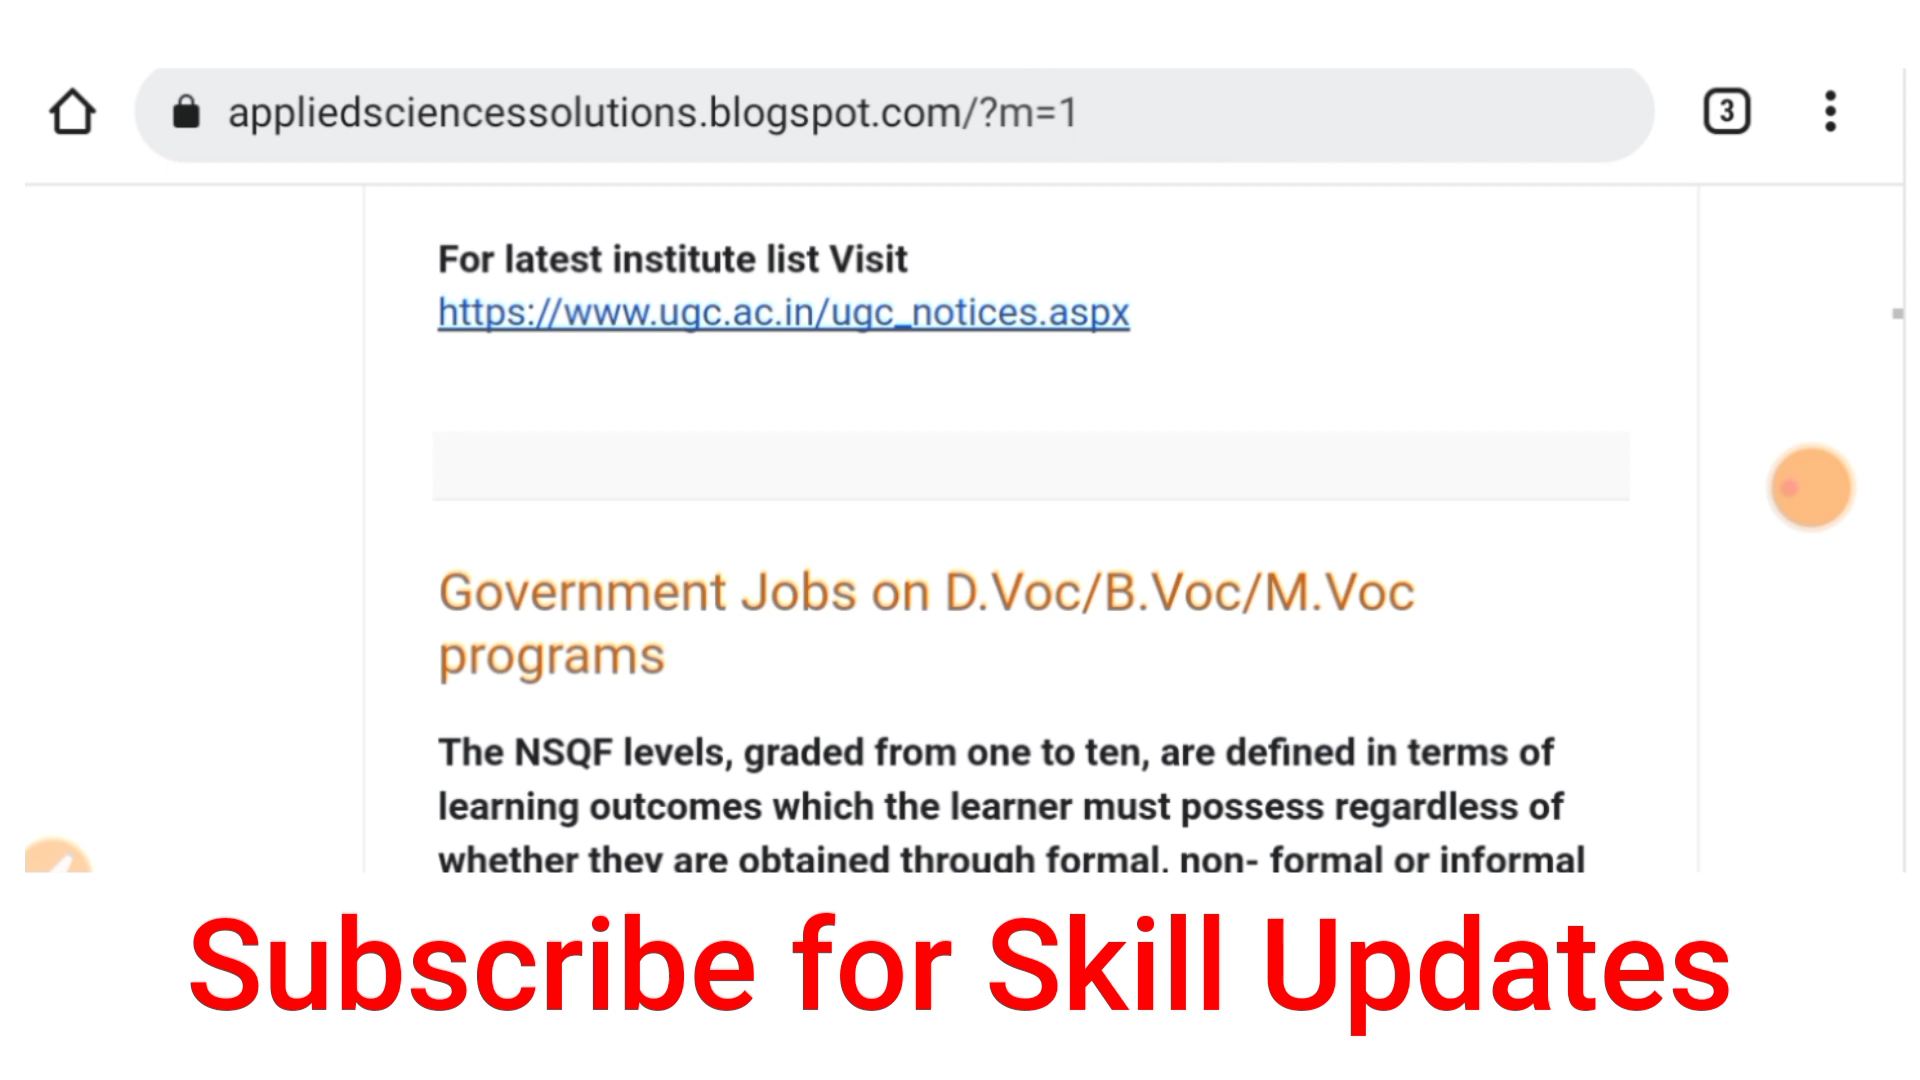 appliedsciencessolutions.blogspot.com/?m=1
3
For latest institute list Visit
https://www.ugc.ac.in/ugc_notices.aspx
Government Jobs on D.Voc/B.Voc/M.Voc
programs
The NSQF levels, graded from one to ten, are defined in terms of
learning outcomes which the learner must possess regardless of
whether they are obtained through formal, non- formal or informal
Subscribe for Skill Updates